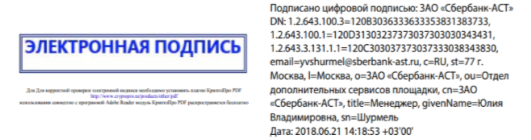 ЭЛЕКТРОННАЯ ПОДПИСЬ
Для Для корректной проверки электронной подписи необходимо установить плагин КриптоПро PDF
http://www.cryptopro.ru/products/other/pdf/
использования совместно с программой Adobe Reader модуль КриптоПро PDF распространяется бесплатно
Подписано цифровой подписью: ЗАО «Сбербанк-АСТ»
DN: 1.2.643.100.3=120B3036333633353831383733,
1.2.643.100.1=120D31303237373037303030343431,
1.2.643.3.131.1.1=120C303037373037333038343830,
email=yvshurmel@sberbank-ast.ru, c=RU, st=77 г.
Москва, l=Москва, o=ЗАО «Сбербанк-АСТ», ou=Отдел
дополнительных сервисов площадки, cn=ЗАО
«Сбербанк-АСТ», title=Менеджер, givenName=Юлия
Владимировна, sn=Шурмель
Дата: 2018.06.21 14:18:53 +03'00'